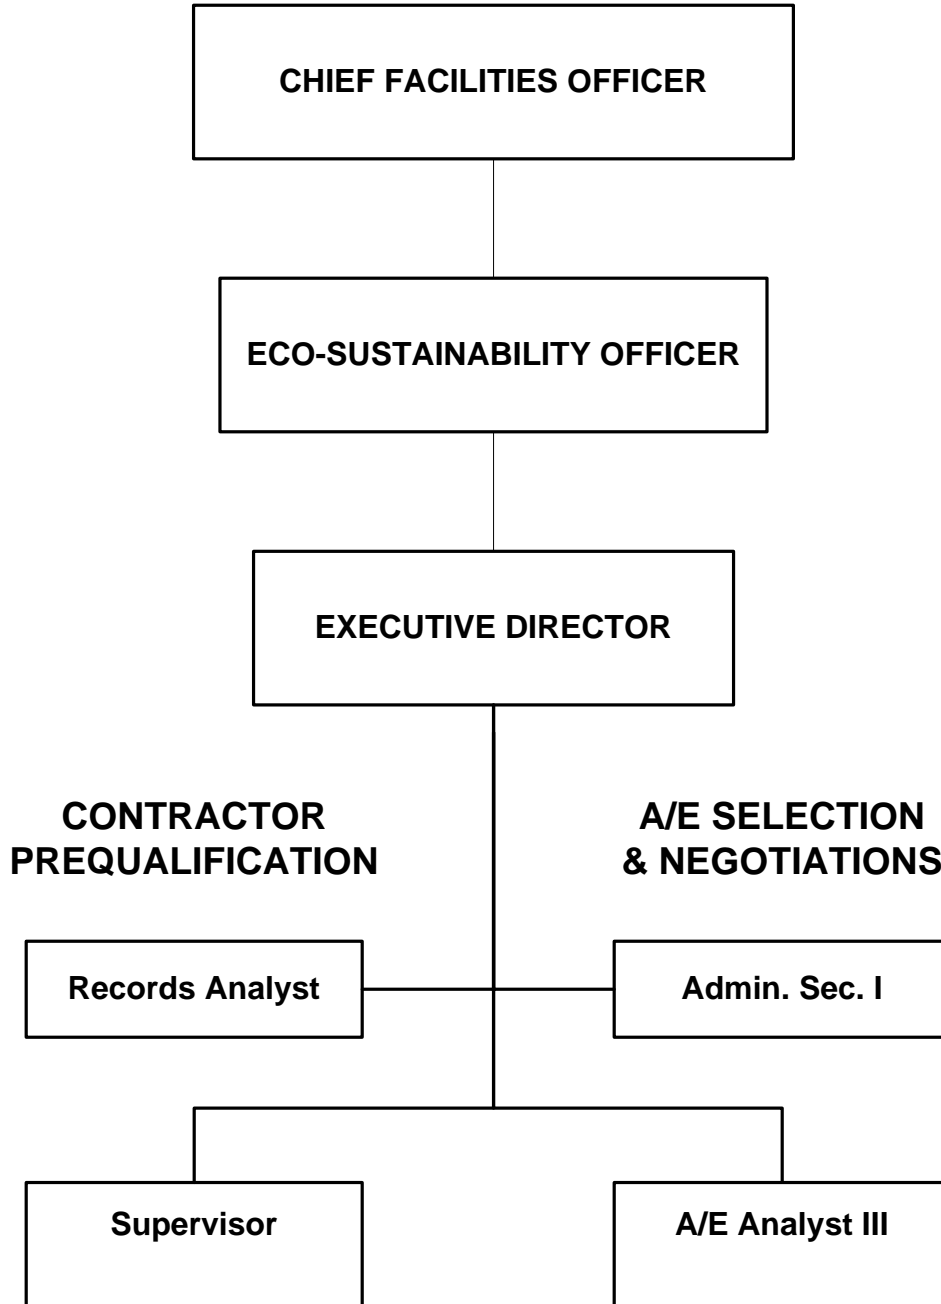 CHIEF FACILITIES OFFICER
ECO-SUSTAINABILITY OFFICER
EXECUTIVE DIRECTOR
CONTRACTOR
PREQUALIFICATION
A/E SELECTION
& NEGOTIATIONS
Records Analyst
Admin. Sec. I
Supervisor
A/E Analyst III